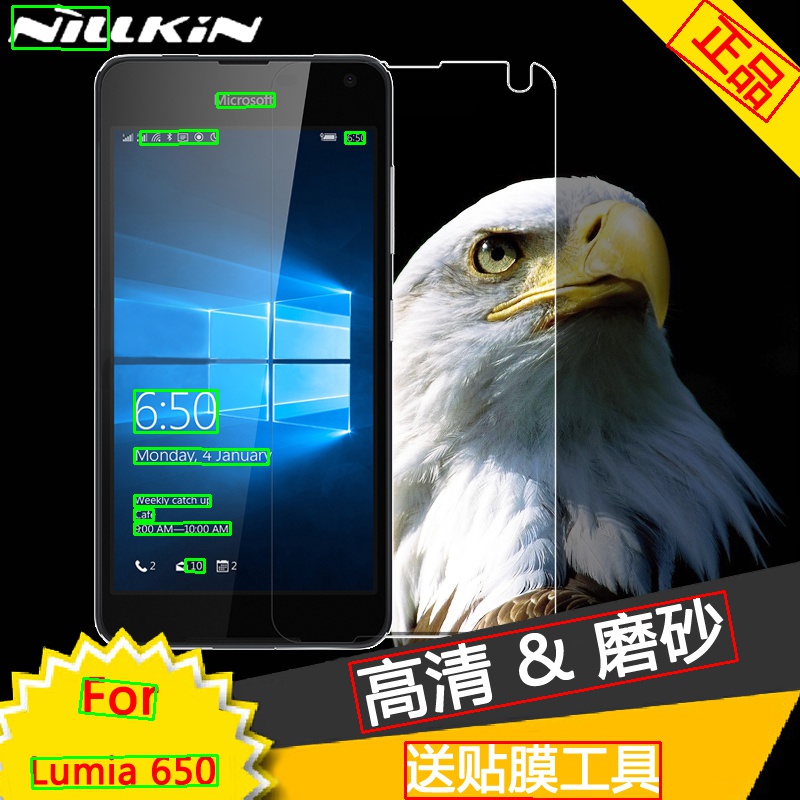 NILLKIN
正品
Microsoft
6:50
6:50
Monday, 4 January
Weekly catch up
Café
9:00 AM—10:00 AM
2 10 2
高清 & 磨砂
For
Lumia 650
送贴膜工具